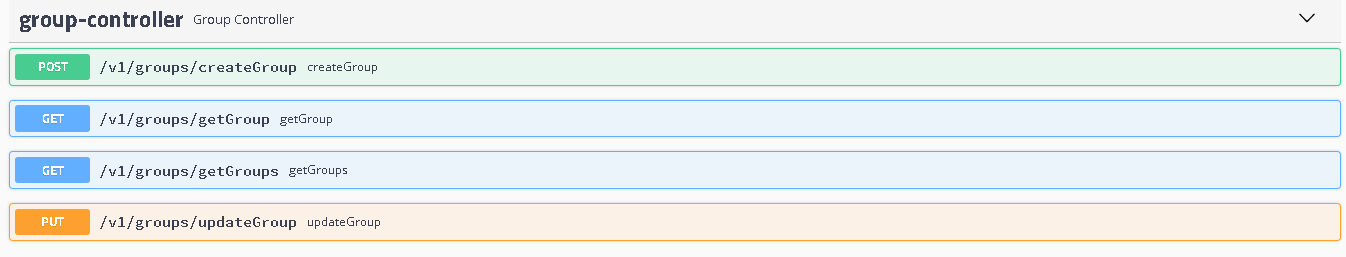 group-controller Group Controller
POST /v1/groups/createGroup createGroup
GET /v1/groups/getGroup getGroup
GET /v1/groups/getGroups getGroups
PUT /v1/groups/updateGroup updateGroup